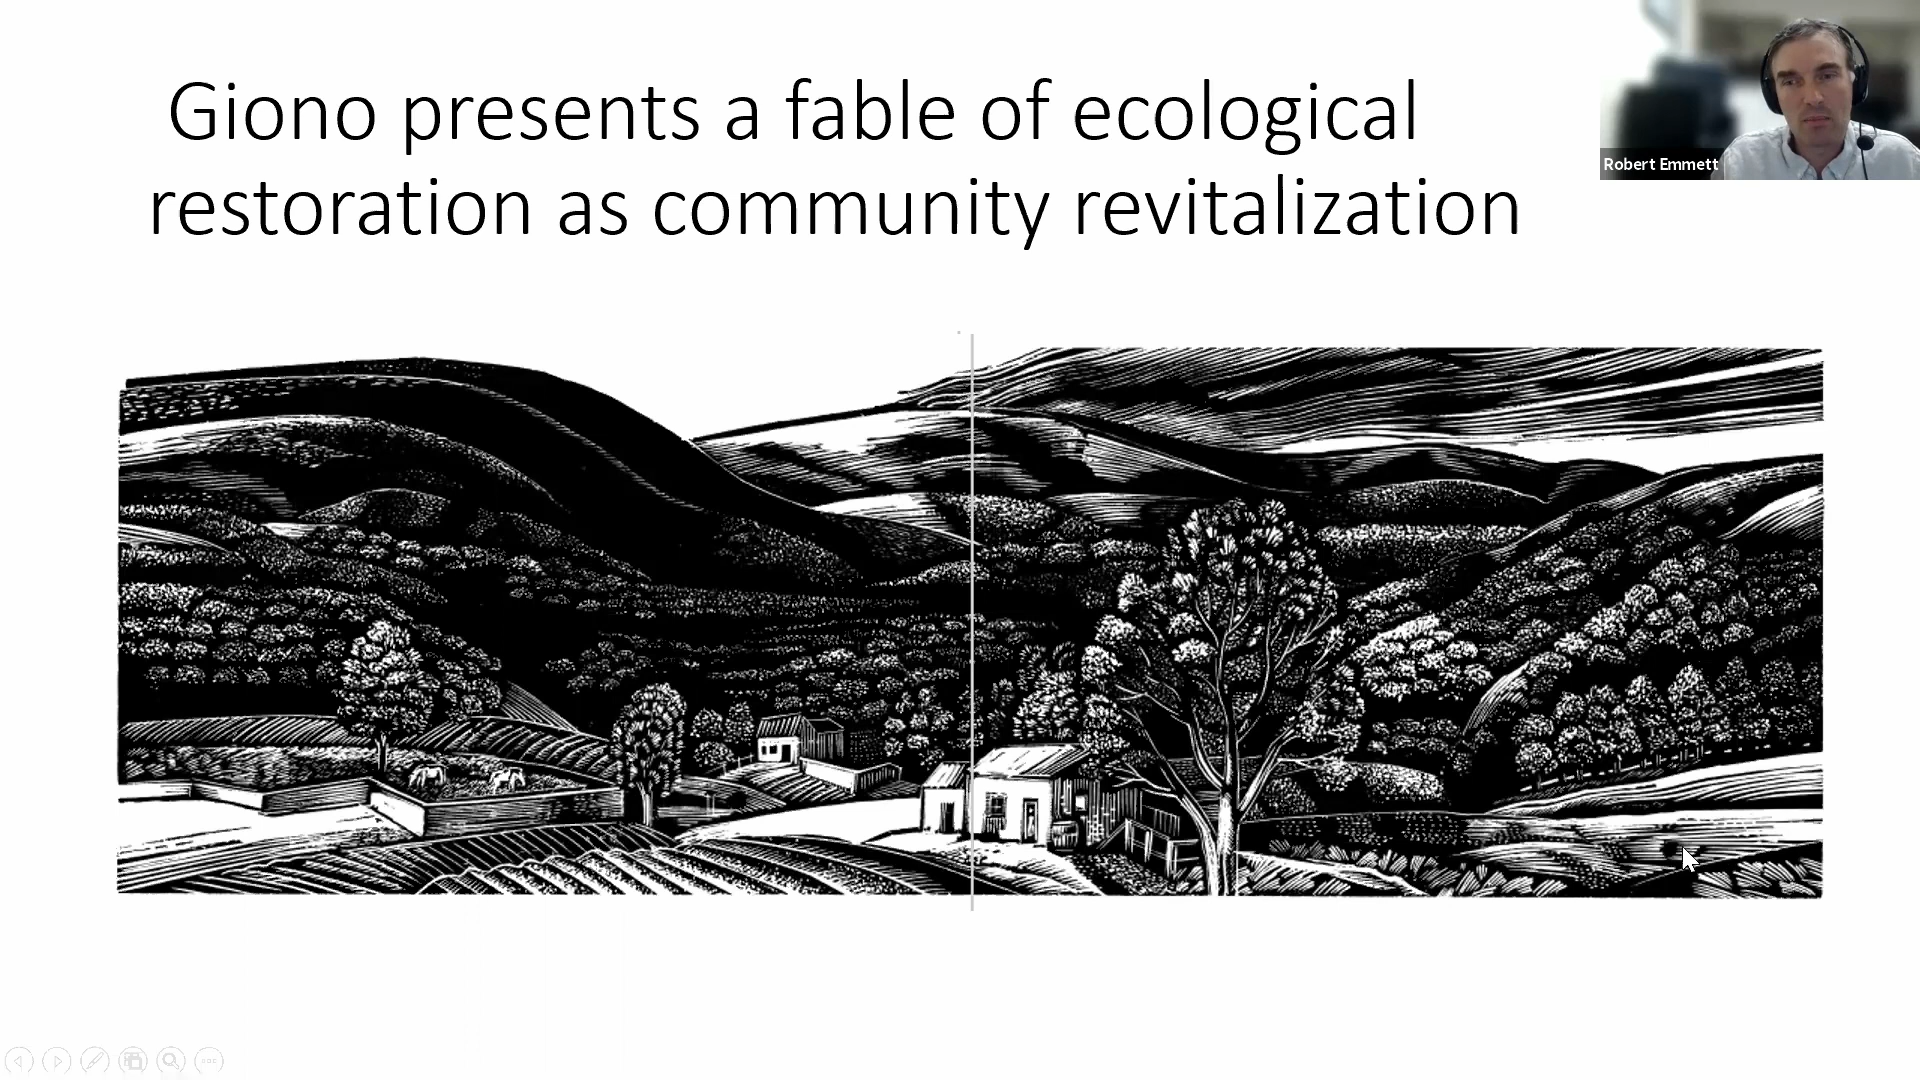 Giono presents a fable of ecological
restoration as community revitalization
Robert Emmett